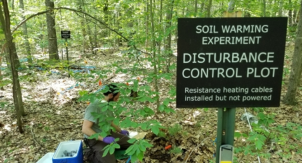 SOIL WARMING
EXPERIMENT
DISTURBANCE
CONTROL PLOT
Resistance heating cables
installed but not powered